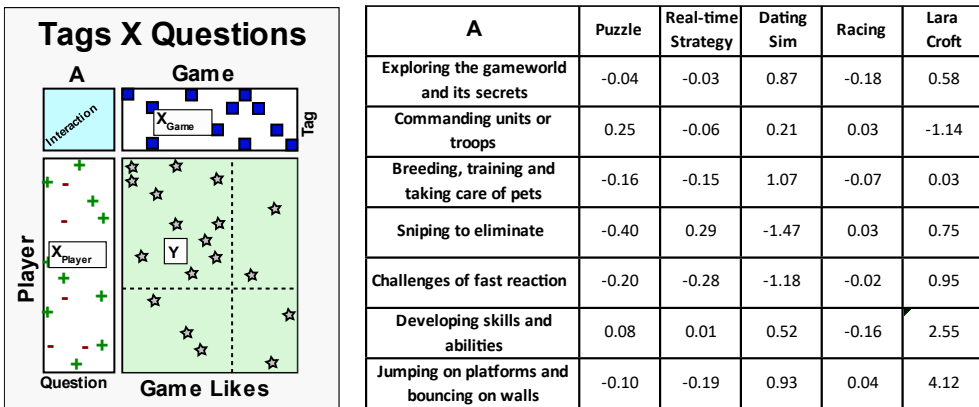 Tags X Questions
A
Game
Interaction
X_Game
Tag
Player
X_Player
Y
Question
Game Likes
A Puzzle Real-time Strategy Dating Sim Racing Lara Croft
Exploring the gameworld and its secrets -0.04 -0.03 0.87 -0.18 0.58
Commanding units or troops 0.25 -0.06 0.21 0.03 -1.14
Breeding, training and taking care of pets -0.16 -0.15 1.07 -0.07 0.03
Sniping to eliminate -0.40 0.29 -1.47 0.03 0.75
Challenges of fast reaction -0.20 -0.28 -1.18 -0.02 0.95
Developing skills and abilities 0.08 0.01 0.52 -0.16 2.55
Jumping on platforms and bouncing on walls -0.10 -0.19 0.93 0.04 4.12